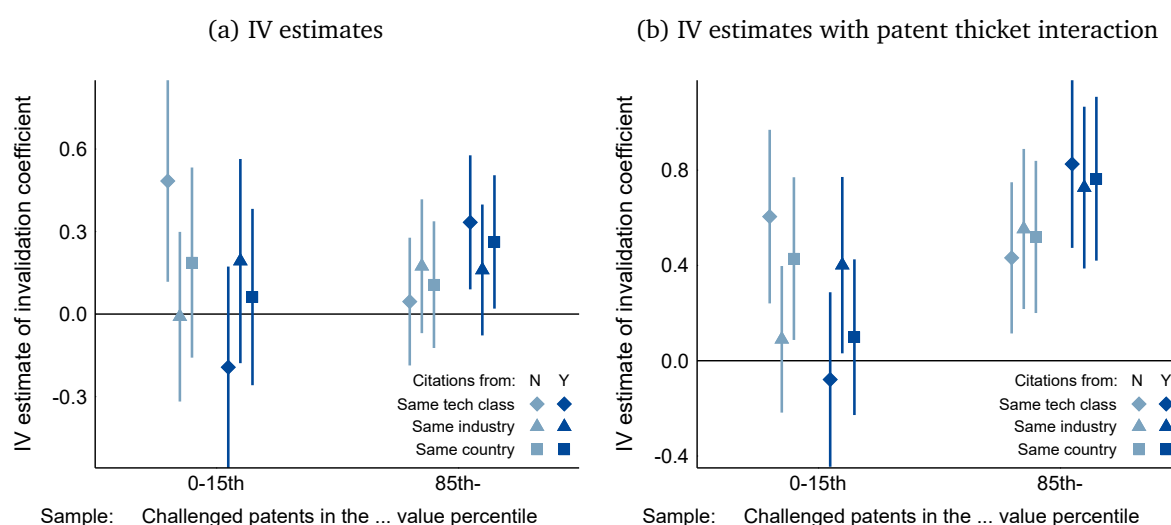 (a) IV estimates
IV estimate of invalidation coefficient
0.6
0.3
0.0
-0.3
Citations from: N Y
Same tech class
Same industry
Same country
0-15th 85th-
Sample: Challenged patents in the ... value percentile
(b) IV estimates with patent thicket interaction
IV estimate of invalidation coefficient
0.8
0.4
0.0
-0.4
Citations from: N Y
Same tech class
Same industry
Same country
0-15th 85th-
Sample: Challenged patents in the ... value percentile